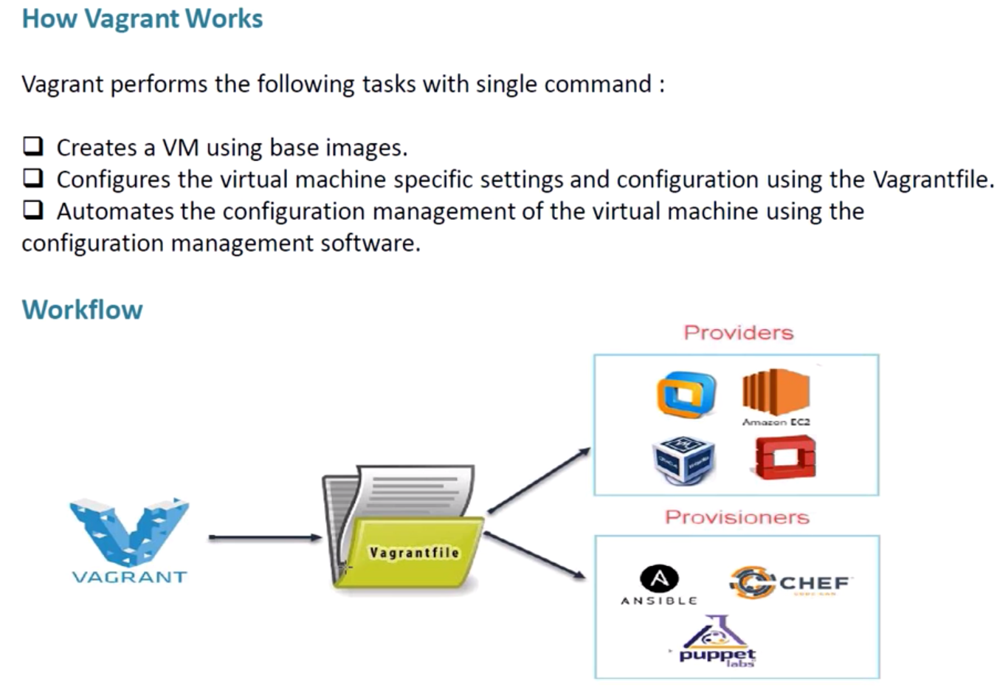 How Vagrant Works
Vagrant performs the following tasks with single command :
Creates a VM using base images.
Configures the virtual machine specific settings and configuration using the Vagrantfile.
Automates the configuration management of the virtual machine using the
configuration management software.
Workflow
Providers
Amazon EC2
Provisioners
Vagrantfile
VAGRANT
ANSIBLE
CHEF
puppet
labs